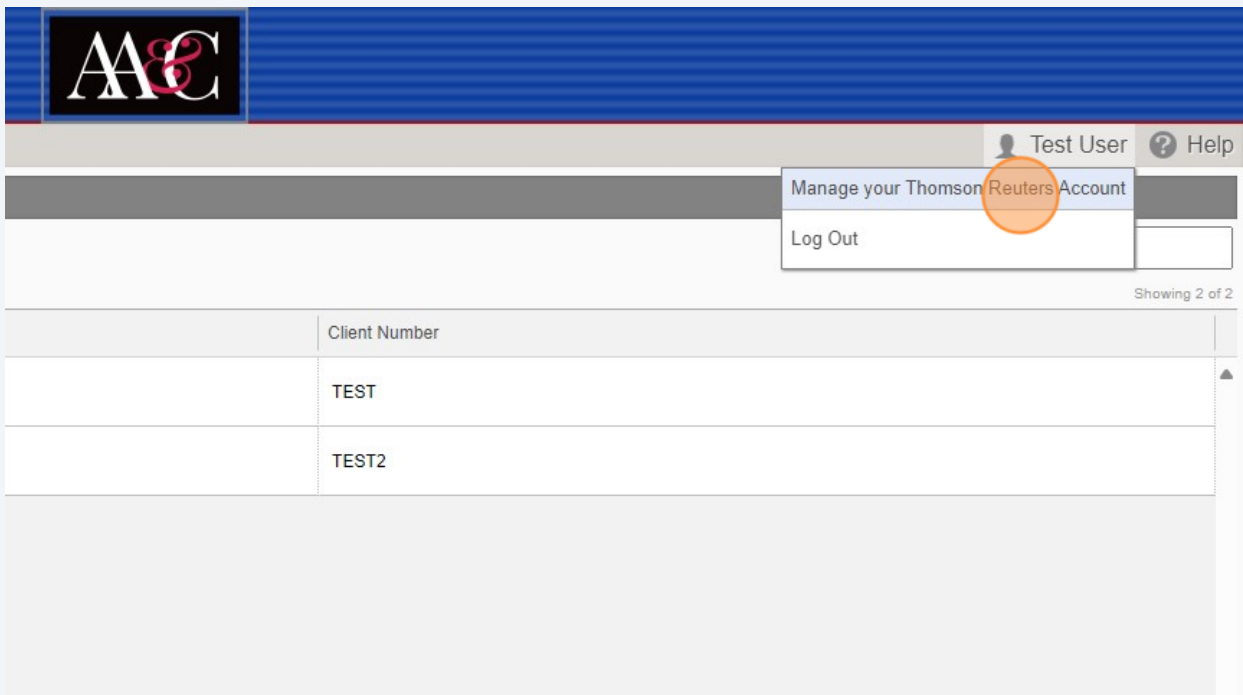 AA&C
Test User Help
Manage your Thomson Reuters Account
Log Out
Showing 2 of 2
Client Number
TEST
TEST2